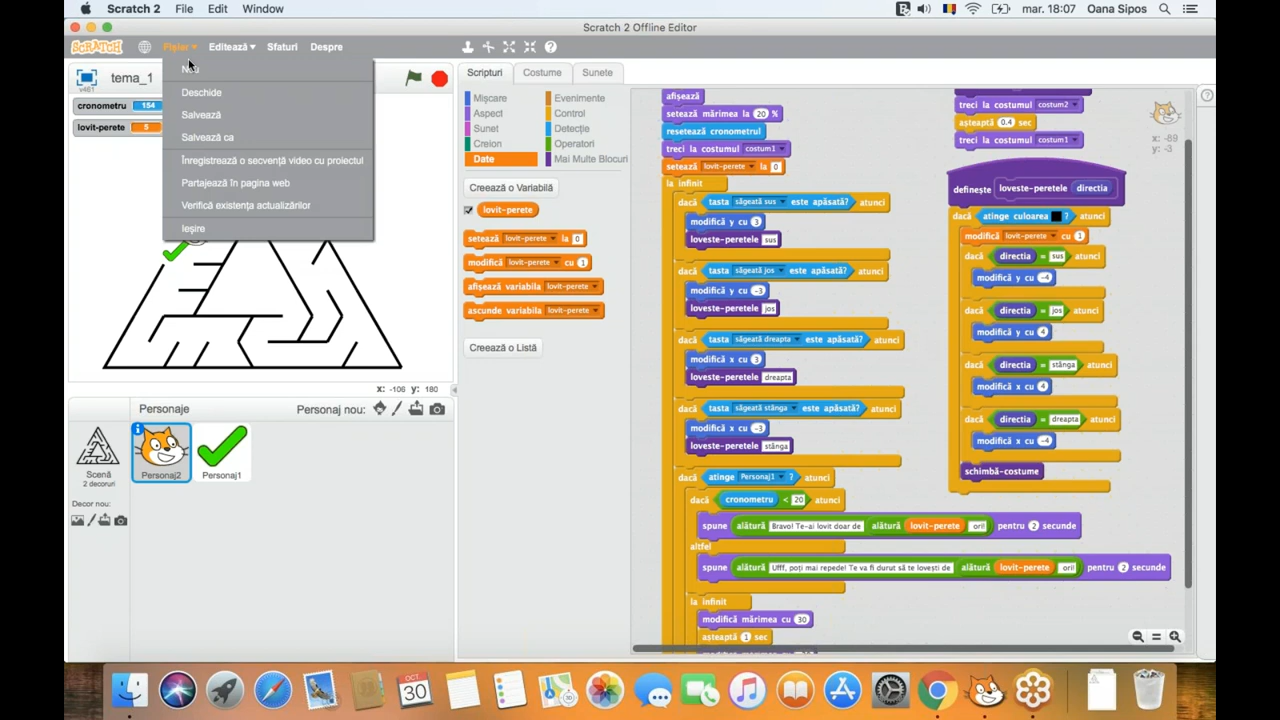 Scratch 2 File Edit Window mar. 18:07 Oana Sipos
Scratch 2 Offline Editor
SCRATCH Fișier Editează Sfaturi Despre
v461 tema_1
Nou
Deschide
Salvează
Salvează ca
Înregistrează o secvență video cu proiectul
Partajează în pagina web
Verifică existența actualizărilor
Ieșire
cronometru 154
lovit-perete 5
x: -106 y: 180
Personaje Personaj nou:
Scenă
2 decoruri
Decor nou:
Personaj2
Personaj1
Scripturi Costume Sunete
Mișcare Evenimente
Aspect Control
Sunet Detecție
Creion Operatori
Date Mai Multe Blocuri
Creează o Variabilă
lovit-perete
setează lovit-perete la 0
modifică lovit-perete cu 1
afișează variabila lovit-perete
ascunde variabila lovit-perete
Creează o Listă
afișează
setează mărimea la 20 %
resetează cronometrul
treci la costumul costum1
setează lovit-perete la 0
la infinit
dacă tasta săgeată sus este apăsată? atunci
modifică y cu 3
loveste-peretele sus
dacă tasta săgeată jos este apăsată? atunci
modifică y cu -3
loveste-peretele jos
dacă tasta săgeată dreapta este apăsată? atunci
modifică x cu 3
loveste-peretele dreapta
dacă tasta săgeată stânga este apăsată? atunci
modifică x cu -3
loveste-peretele stânga
dacă atinge Personaj1 ? atunci
dacă cronometru < 20 atunci
spune alătură Bravo! Te-ai lovit doar de alătură lovit-perete ori! pentru 2 secunde
altfel
spune alătură Ufff, poți mai repede! Te va fi durut să te lovești de alătură lovit-perete ori! pentru 2 secunde
la infinit
modifică mărimea cu 30
așteaptă 1 sec
treci la costumul costum2
așteaptă 0.4 sec
treci la costumul costum1
definește loveste-peretele directia
dacă atinge culoarea ? atunci
modifică lovit-perete cu 1
dacă directia = sus atunci
modifică y cu -4
dacă directia = jos atunci
modifică y cu 4
dacă directia = stânga atunci
modifică x cu 4
dacă directia = dreapta atunci
modifică x cu -4
schimbă-costume
x: -89
y: -3
OCT
30